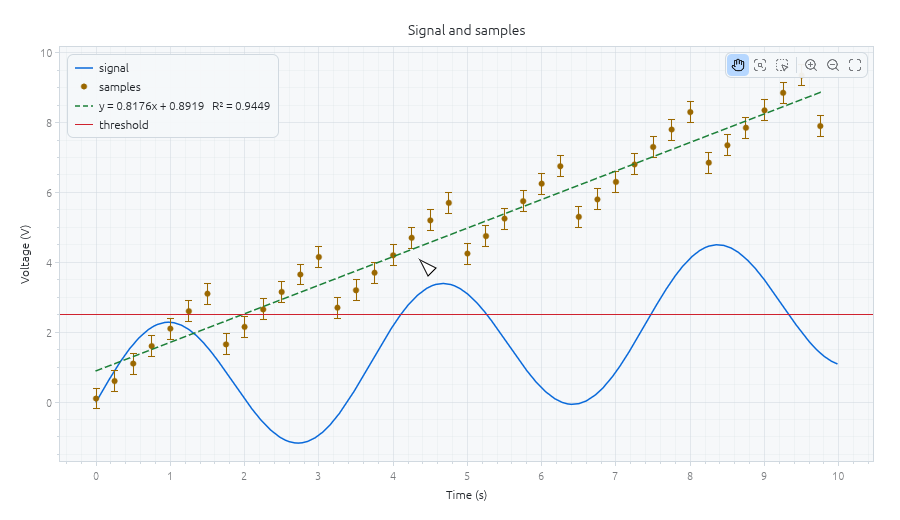 Signal and samples
signal
samples
y = 0.8176x + 0.8919   R² = 0.9449
threshold
Voltage (V)
10
8
6
4
2
0
0 1 2 3 4 5 6 7 8 9 10
Time (s)